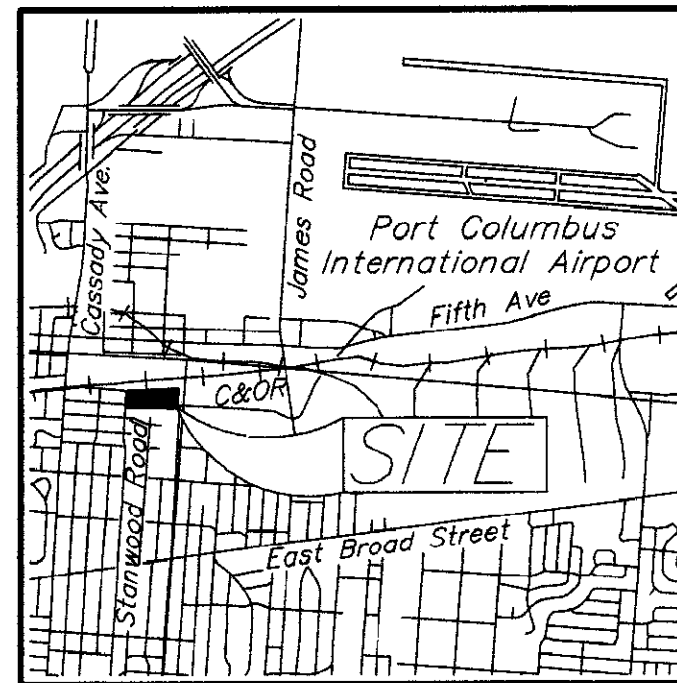 Cassady Ave.
James Road
Port Columbus
International Airport
Fifth Ave
C&OR
SITE
Stanwood Road
East Broad Street